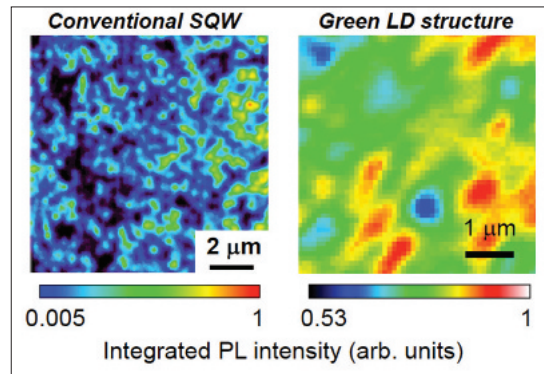 Conventional SQW
Green LD structure
2 μm
1 μm
0.005
1
0.53
1
Integrated PL intensity (arb. units)